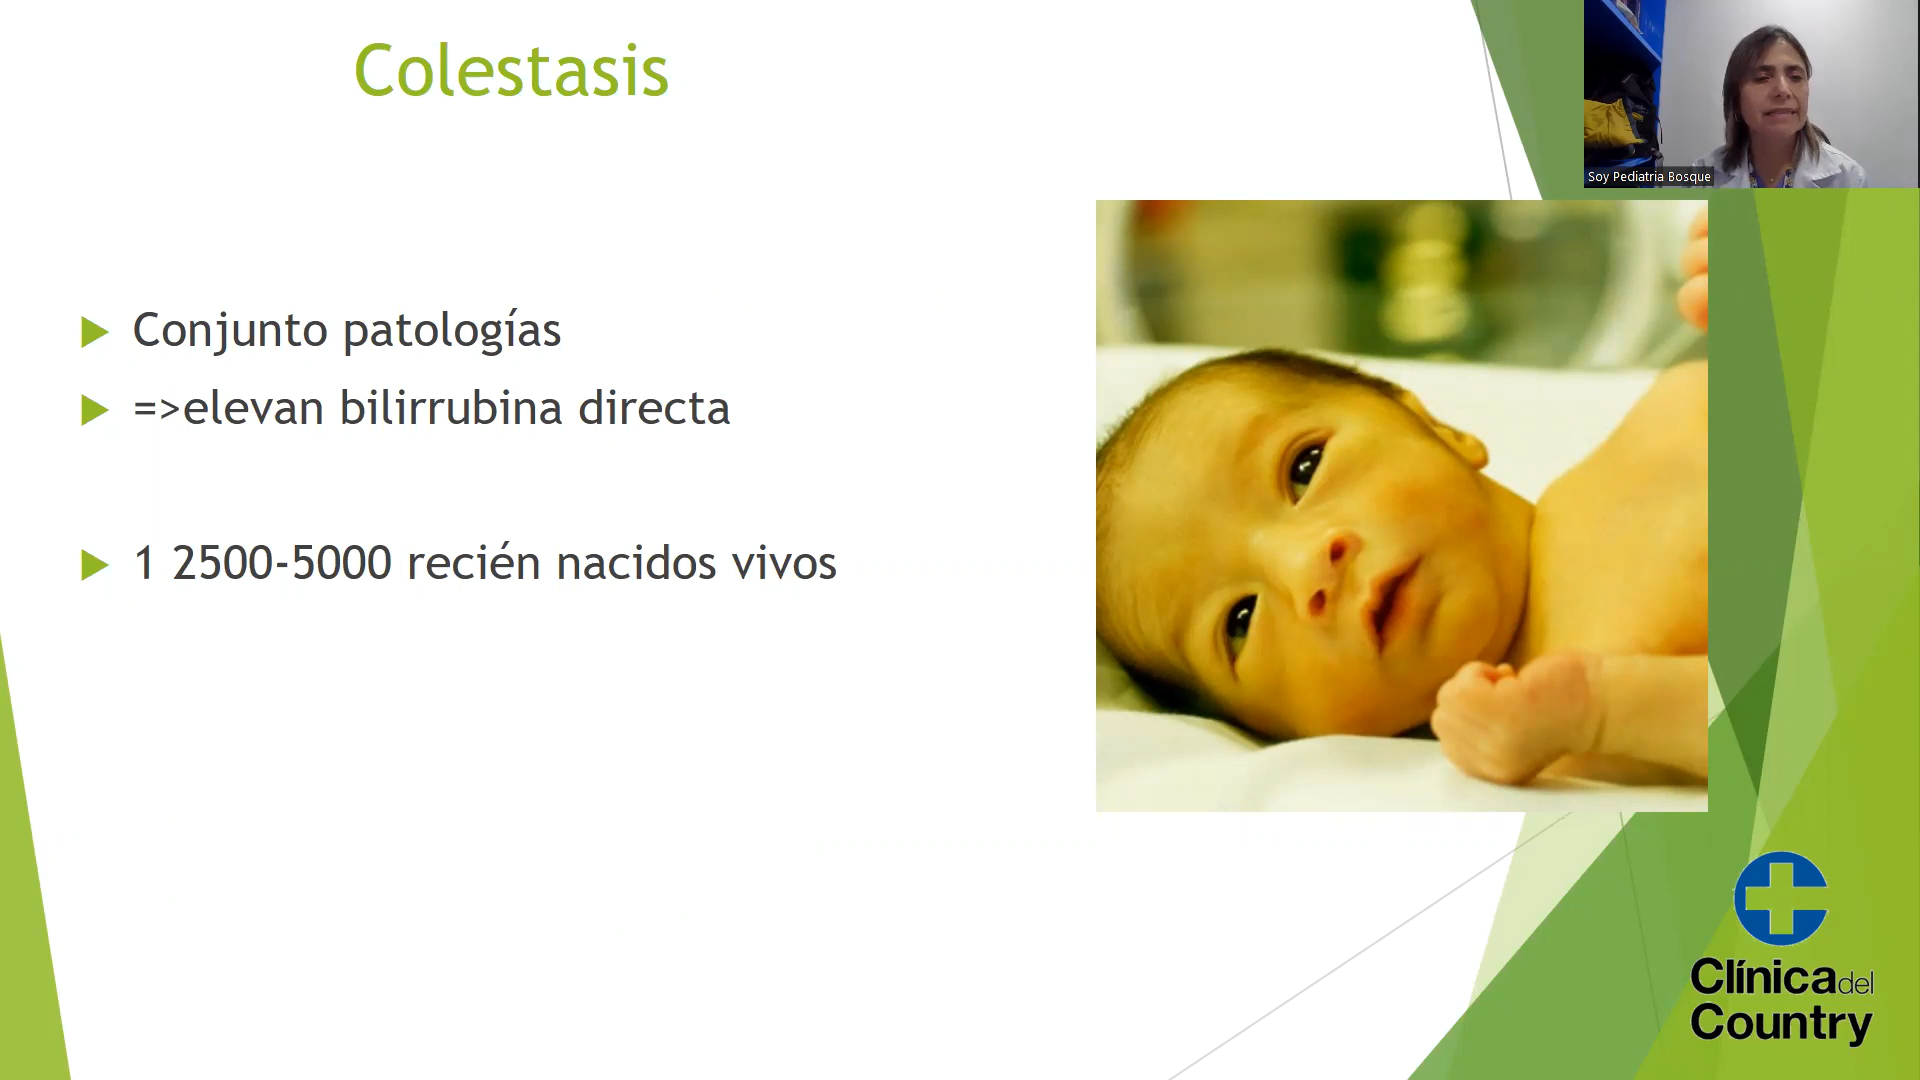 Colestasis
Soy Pediatria Bosque
Conjunto patologías
=>elevan bilirrubina directa
1 2500-5000 recién nacidos vivos
Clínica del
Country